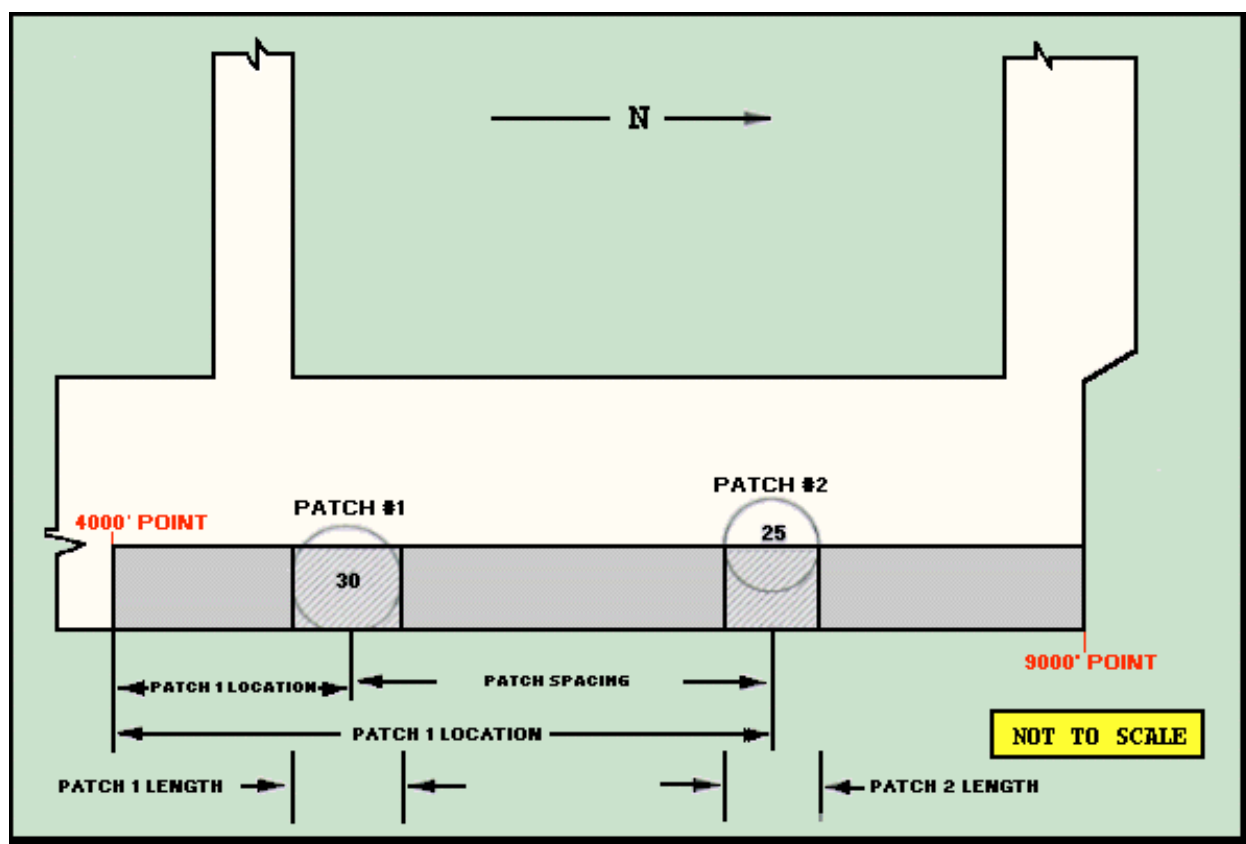 N
PATCH #2
PATCH #1
4000' POINT
25
30
9000' POINT
PATCH 1 LOCATION
PATCH SPACING
PATCH 1 LOCATION
NOT TO SCALE
PATCH 1 LENGTH
PATCH 2 LENGTH